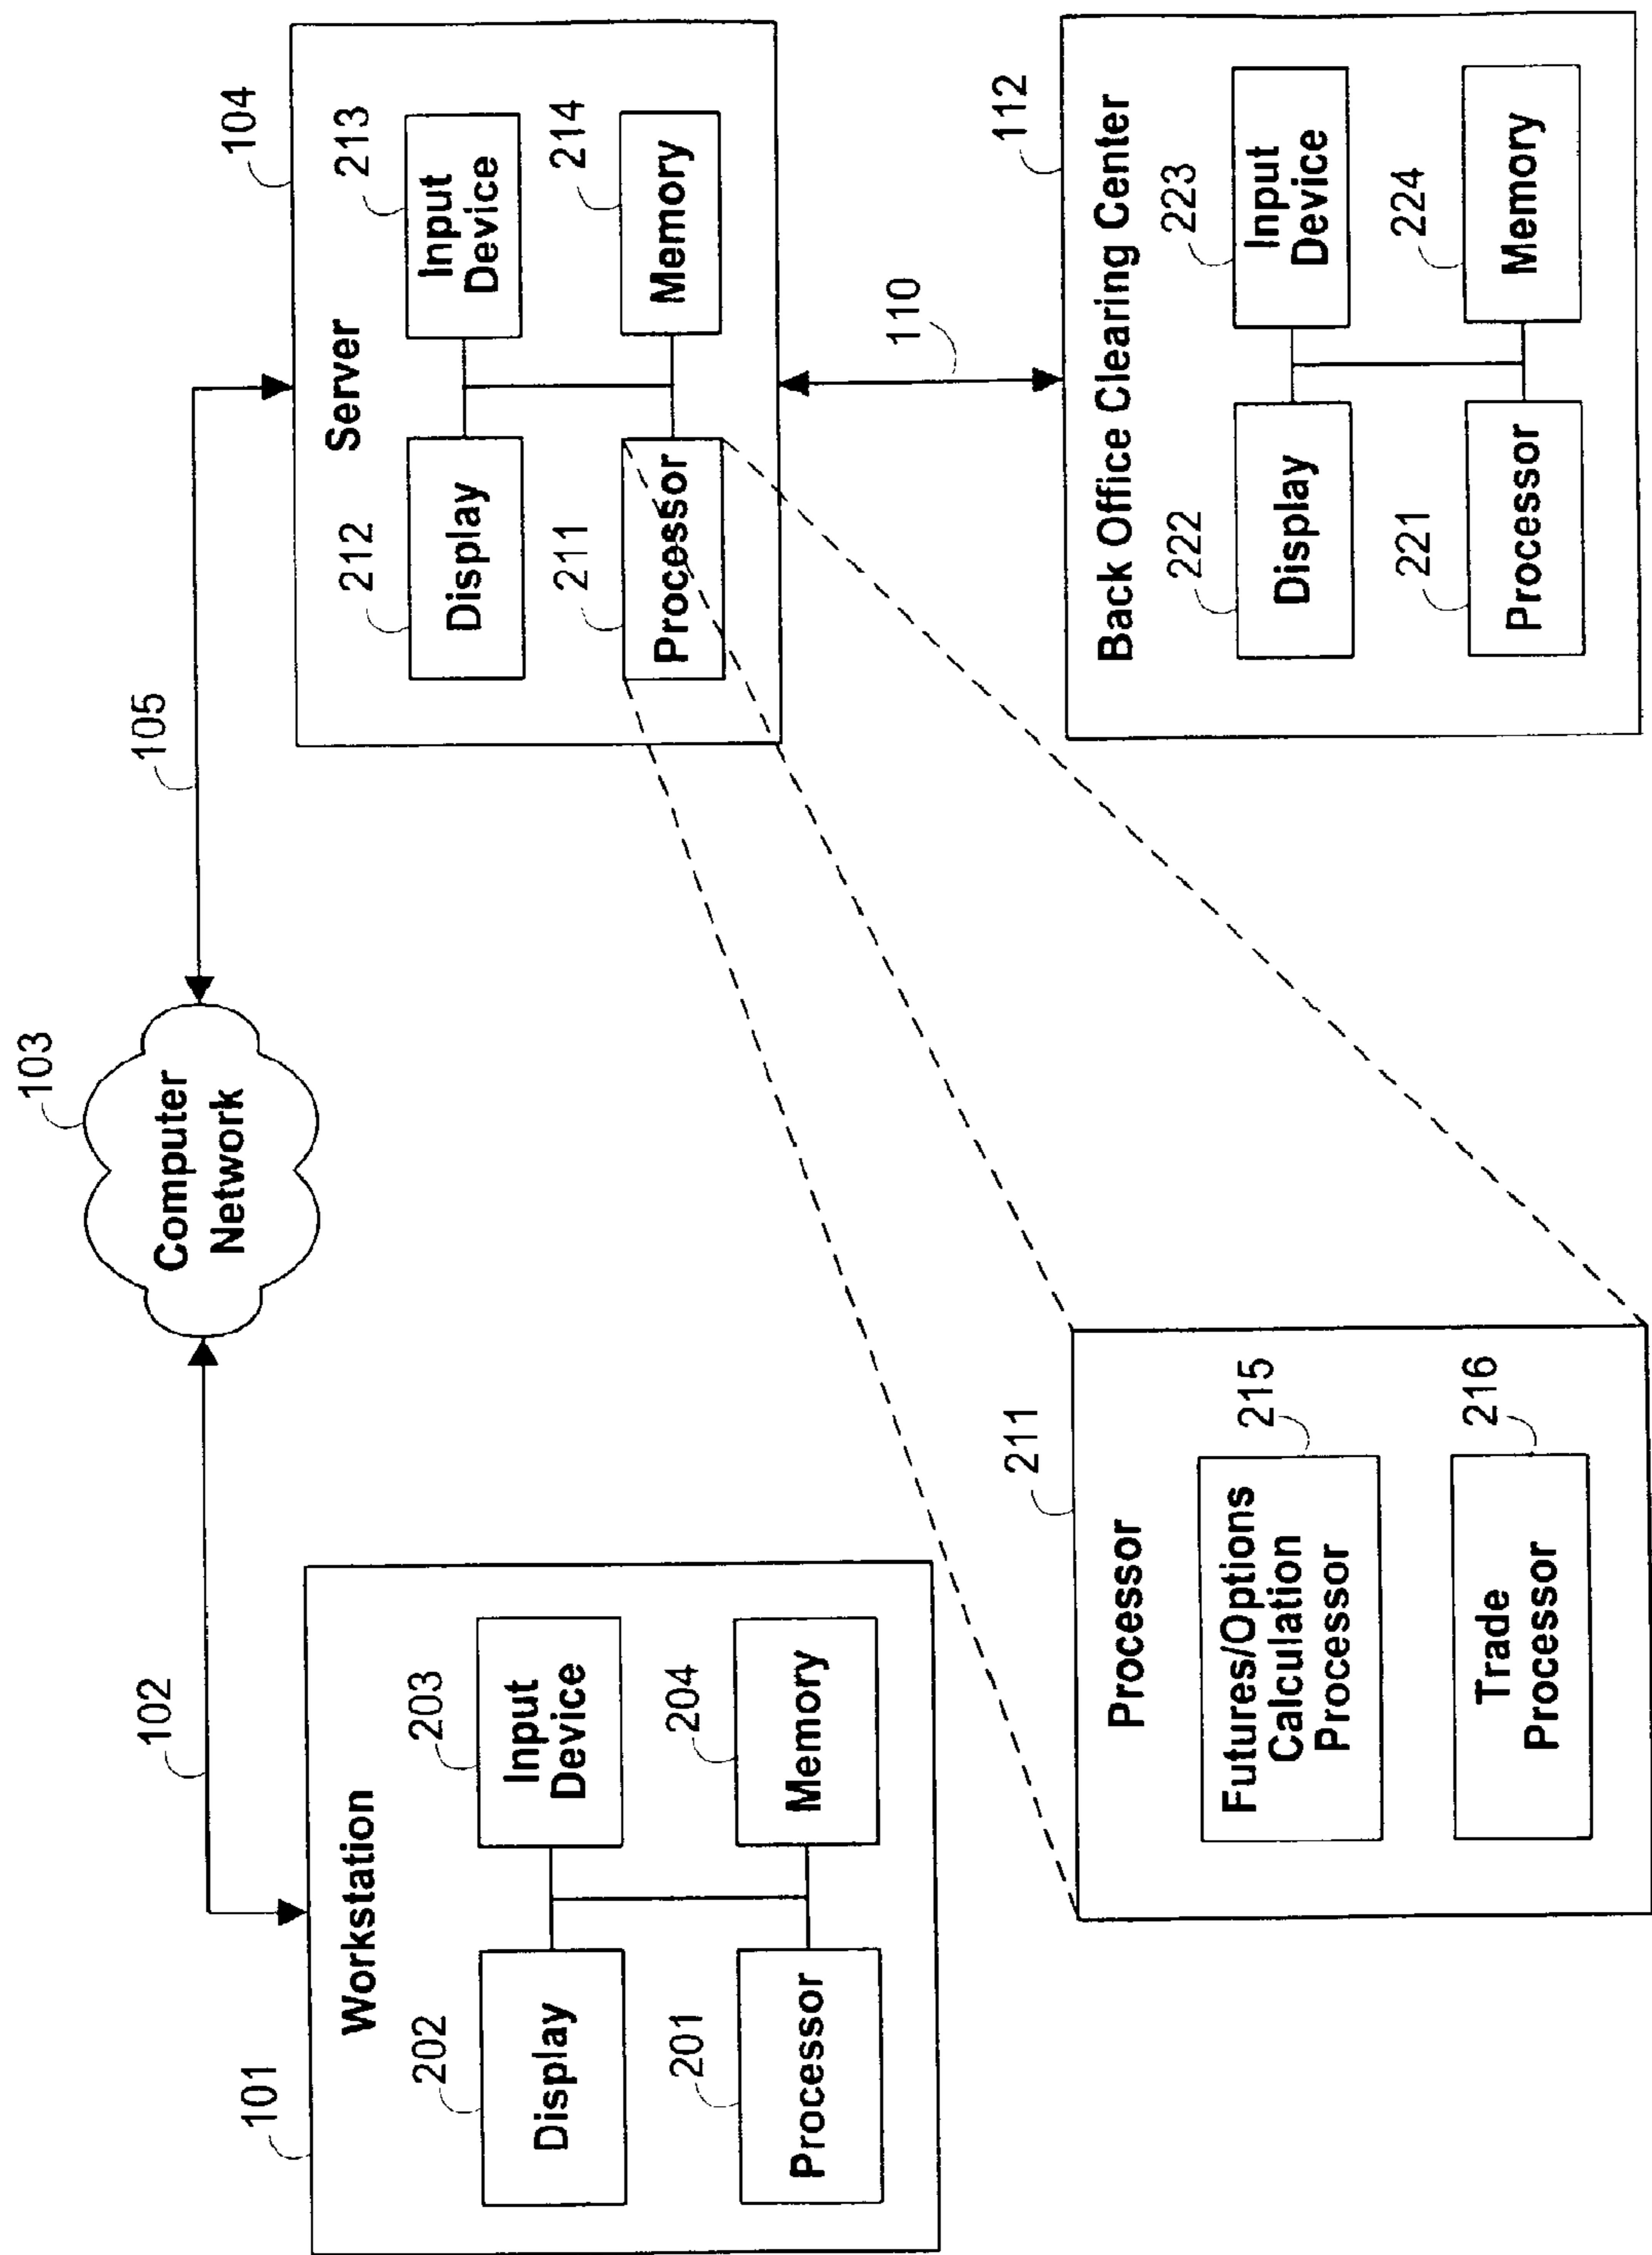 103
Computer
Network
102
105
101
Workstation
202
Display
203
Input
Device
201
Processor
204
Memory
104
Server
212
Display
213
Input
Device
211
Processor
214
Memory
110
211
Processor
Futures/Options
Calculation
Processor
215
Trade
Processor
216
112
Back Office Clearing Center
222
Display
223
Input
Device
221
Processor
224
Memory